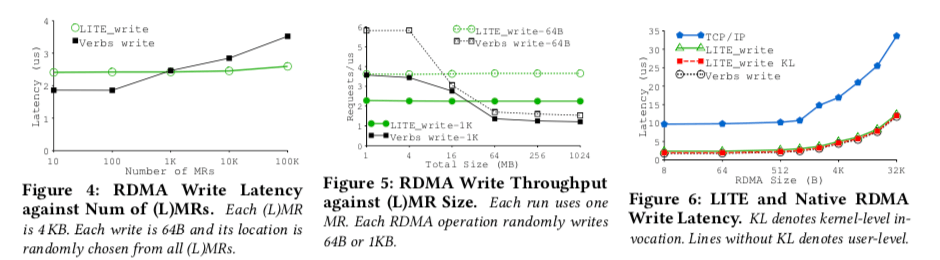 4
3
2
1
0
Latency (us)
LITE_write
Verbs write
10
100
1K
10K
100K
Number of MRs
Figure 4: RDMA Write Latency
against Num of (L)MRs. Each (L)MR
is 4 KB. Each write is 64B and its location is
randomly chosen from all (L)MRs.
6
5
4
3
2
1
0
Requests/us
LITE_write-64B
Verbs write-64B
LITE_write-1K
Verbs write-1K
1
4
16
64
256
1024
Total Size (MB)
Figure 5: RDMA Write Throughput
against (L)MR Size. Each run uses one
MR. Each RDMA operation randomly writes
64B or 1KB.
35
30
25
20
15
10
5
0
Latency (us)
TCP/IP
LITE_write
LITE_write KL
Verbs write
8
64
512
4K
32K
RDMA Size (B)
Figure 6: LITE and Native RDMA
Write Latency. KL denotes kernel-level in-
vocation. Lines without KL denotes user-level.